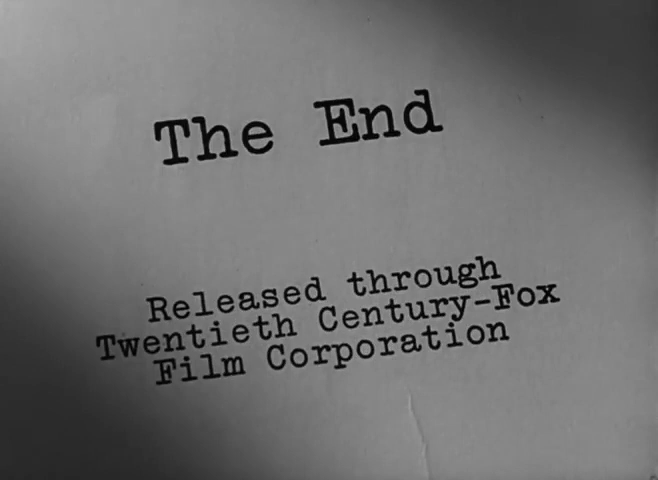 The End
Released through
Twentieth Century-Fox
Film Corporation